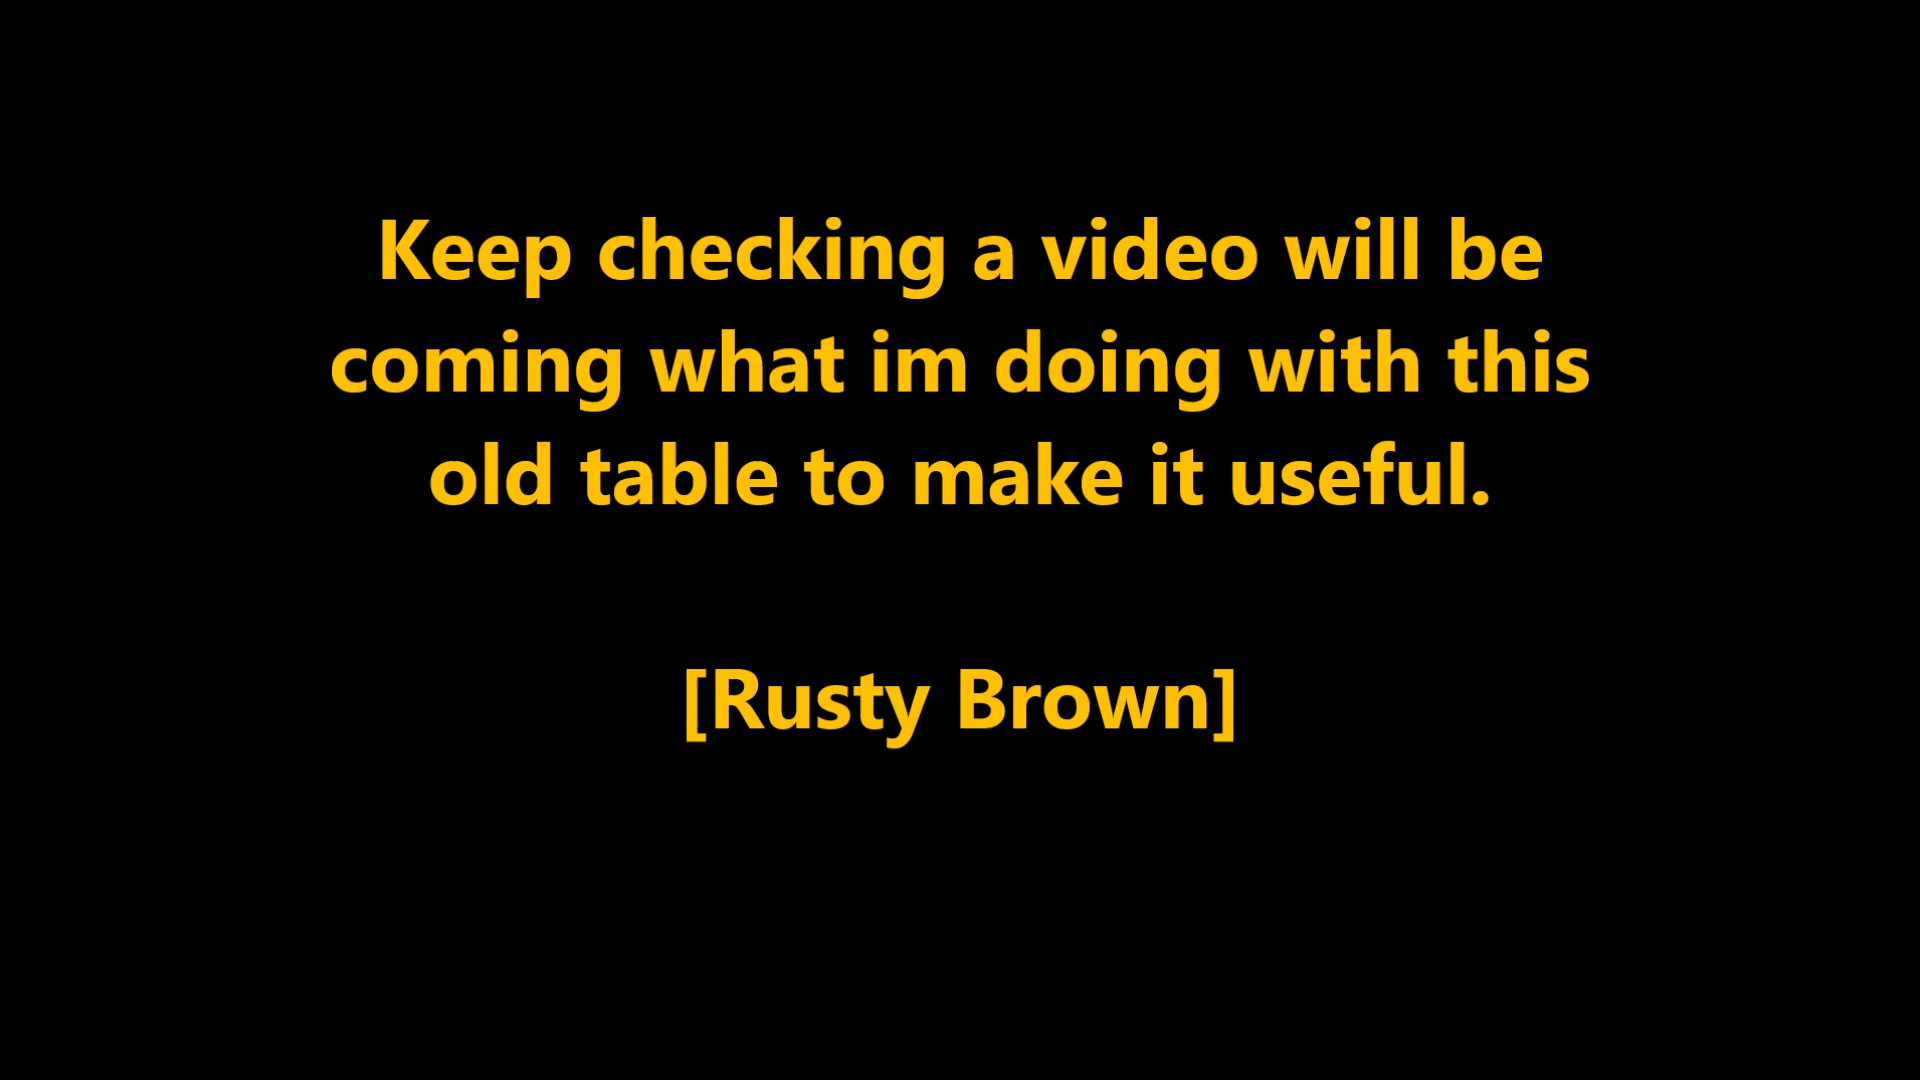 Keep checking a video will be
coming what im doing with this
old table to make it useful.
[Rusty Brown]